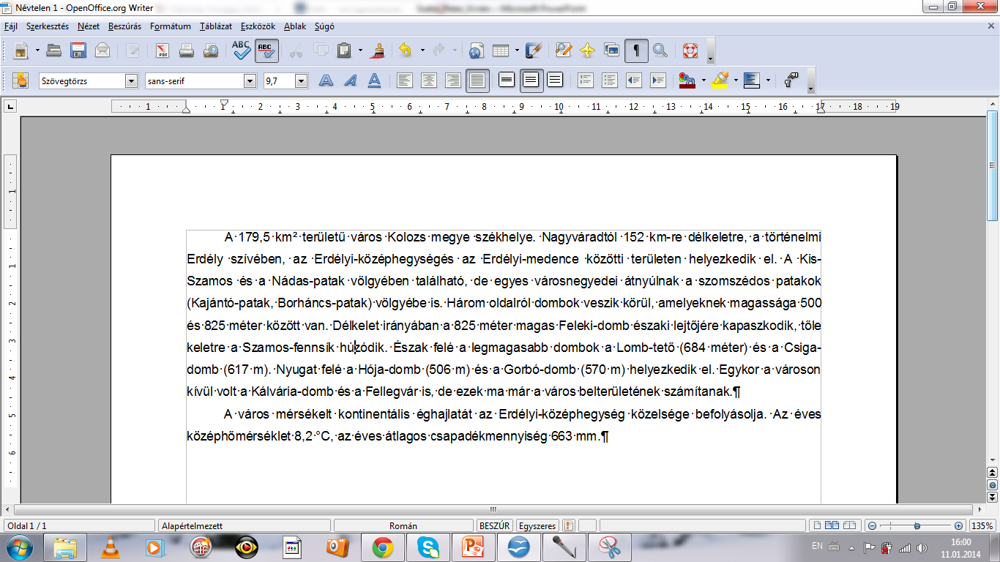 Névtelen 1 - OpenOffice.org Writer
Fájl Szerkesztés Nézet Beszúrás Formátum Táblázat Eszközök Ablak Súgó
Szövegtörzs sans-serif 9,7
1 1 2 3 4 5 6 7 8 9 10 11 12 13 14 15 16 17 18 19
A 179,5 km² területű város Kolozs megye székhelye. Nagyváradtól 152 km-re délkeletre, a történelmi
Erdély szívében, az Erdélyi-középhegységés az Erdélyi-medence közötti területen helyezkedik el. A Kis-
Szamos és a Nádas-patak völgyében található, de egyes városnegyedei átnyúlnak a szomszédos patakok
(Kajántó-patak, Borháncs-patak) völgyébe is. Három oldalról dombok veszik körül, amelyeknek magassága 500
és 825 méter között van. Délkelet irányában a 825 méter magas Feleki-domb északi lejtőjére kapaszkodik, tőle
keletre a Szamos-fennsík húzódik. Észak felé a legmagasabb dombok a Lomb-tető (684 méter) és a Csiga-
domb (617 m). Nyugat felé a Hója-domb (506 m) és a Gorbó-domb (570 m) helyezkedik el. Egykor a városon
kívül volt a Kálvária-domb és a Fellegvár is, de ezek ma már a város belterületének számítanak.¶
A város mérsékelt kontinentális éghajlatát az Erdélyi-középhegység közelsége befolyásolja. Az éves
középhőmérséklet 8,2 °C, az éves átlagos csapadékmennyiség 663 mm.¶
Oldal 1 / 1 Alapértelmezett Román BESZÚR Egyszeres 135%
EN 16:00
11.01.2014